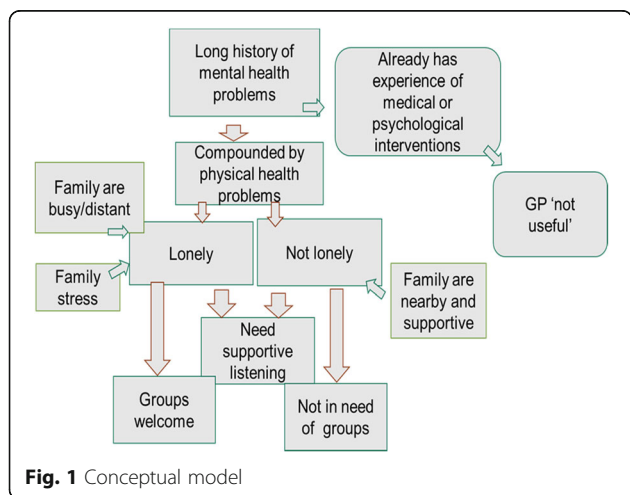 Long history of
mental health
problems
Already has
experience of
medical or
psychological
interventions
Compounded by
physical health
problems
GP ‘not
useful’
Family are
busy/distant
Lonely
Not lonely
Family
stress
Family are
nearby and
supportive
Need
supportive
listening
Groups
welcome
Not in need
of groups
Fig. 1 Conceptual model